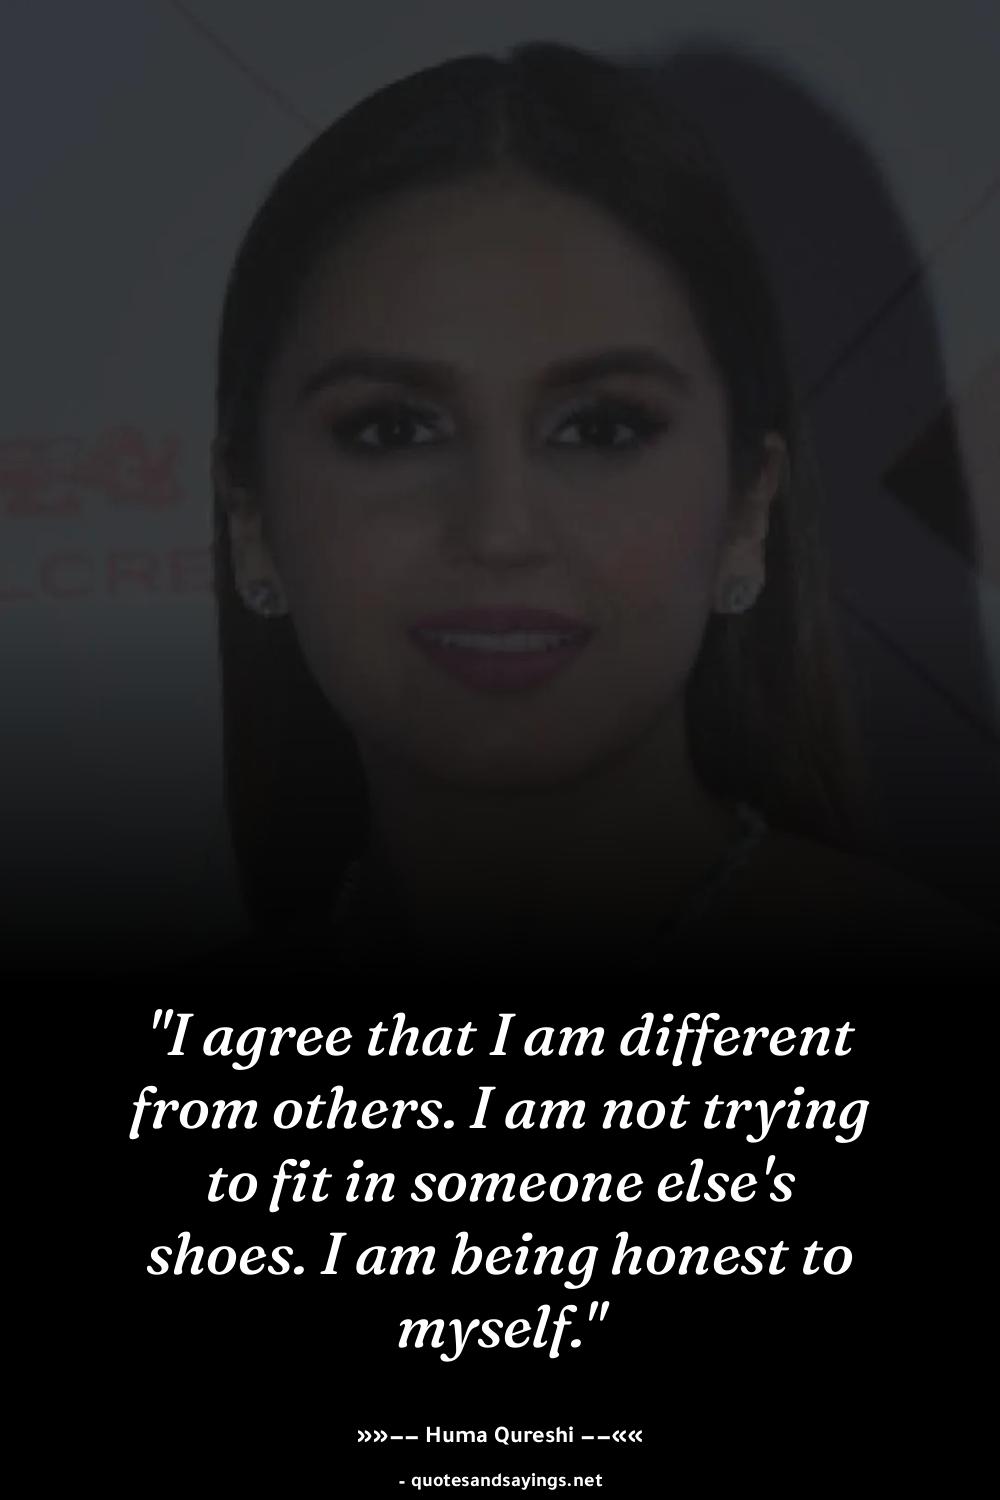 LCRE
"I agree that I am different
from others. I am not trying
to fit in someone else's
shoes. I am being honest to
myself."
»»−− Huma Qureshi −−««
- quotesandsayings.net